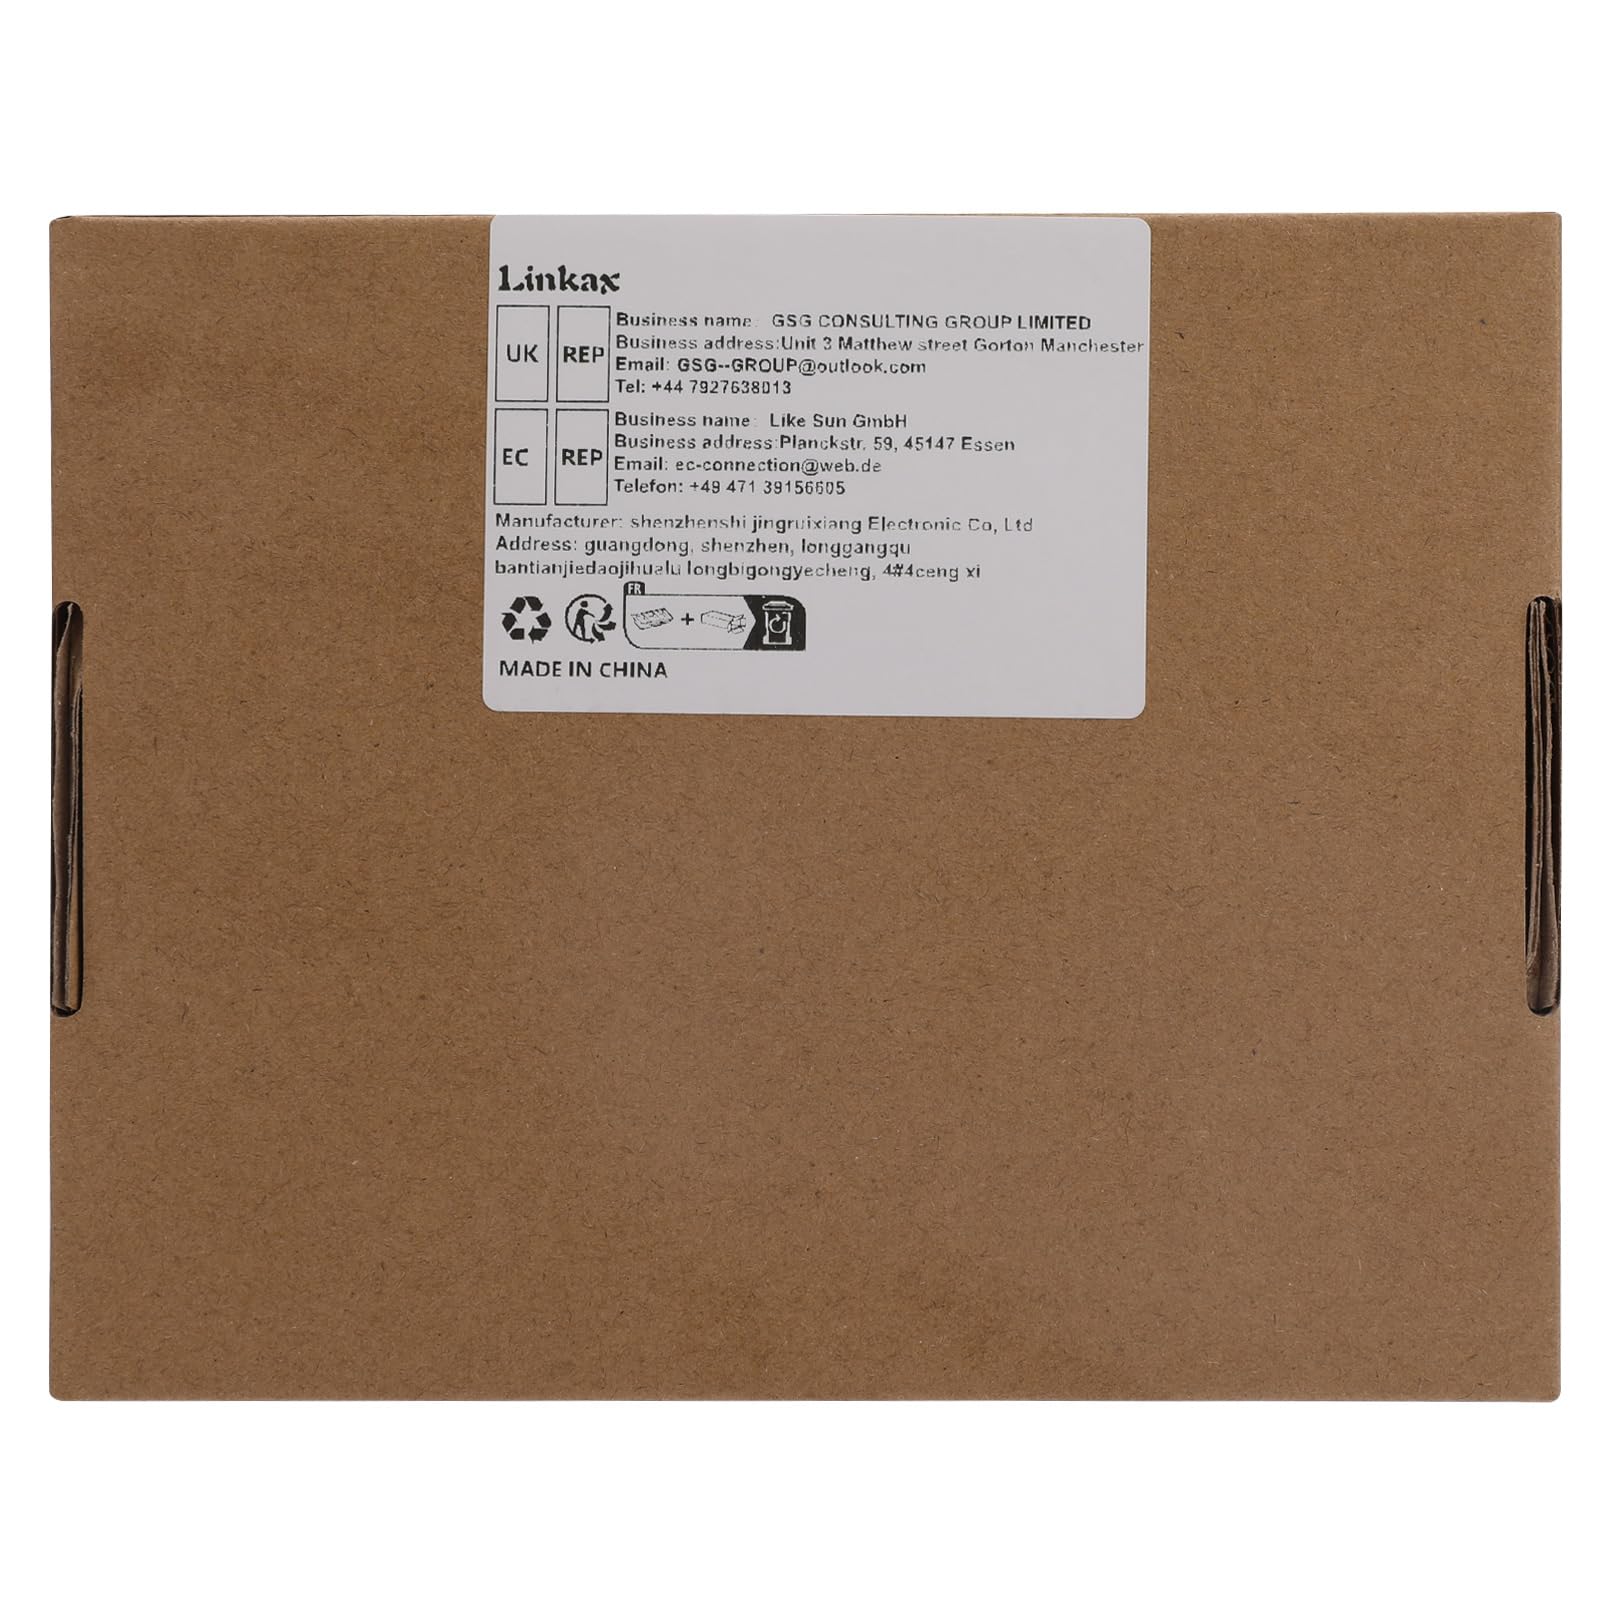 Linkax
UK REP
Business name: GSG CONSULTING GROUP LIMITED
Business address:Unit 3 Matthew street Gorton Manchester
Email: GSG--GROUP@outlook.com
Tel: +44 7927638013
EC REP
Business name: Like Sun GmbH
Business address:Planckstr. 59, 45147 Essen
Email: ec-connection@web.de
Telefon: +49 471 39156605
Manufacturer: shenzhenshi jingruixiang Electronic Co, Ltd
Address: guangdong, shenzhen, longgangqu
bantianjiedaojihualu longbigongyecheng, 4#4ceng xi
FR
+
MADE IN CHINA